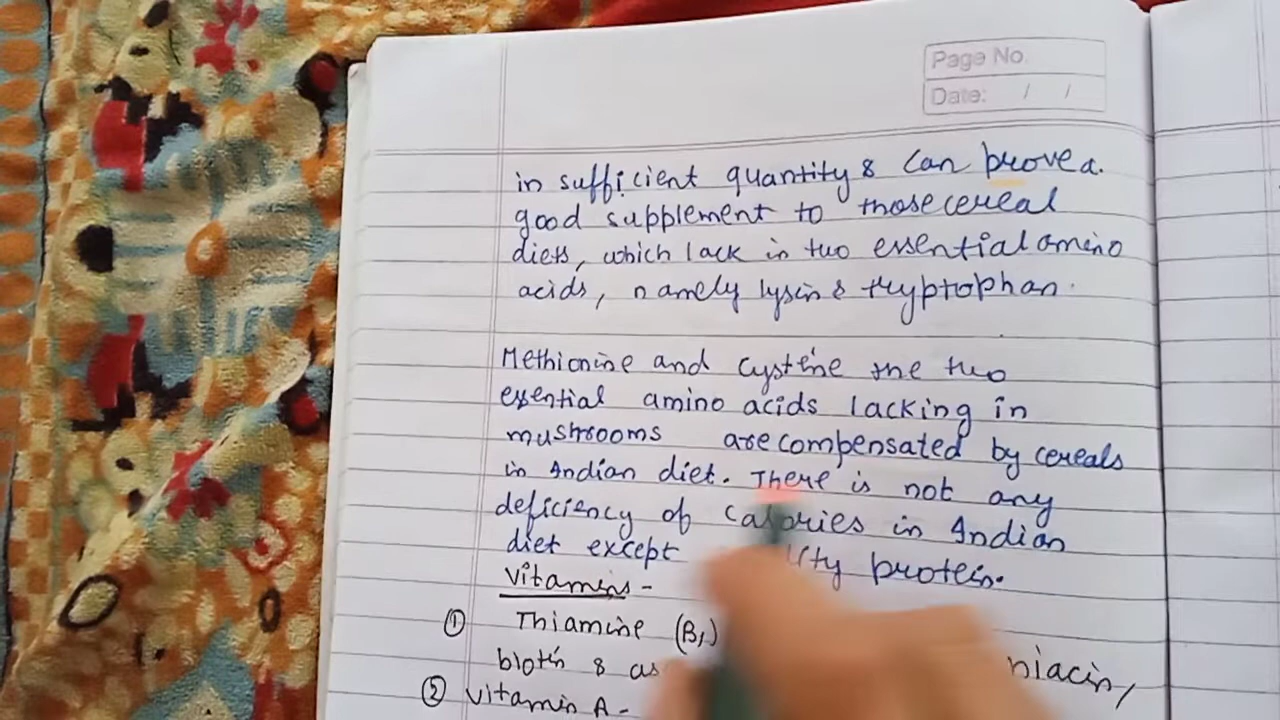 Page No.
Date: / /
in sufficient quantity & can prove a
good supplement to those cereal
diets, which lack in two essential amino
acids, namely lysin & tryptophan.
Methionine and cysteine the two
essential amino acids lacking in
mushrooms are compensated by cereals
in Indian diet. There is not any
deficiency of calories in Indian
diet except protein.
Vitamins -
① Thiamine (B₁)
biotin & as niacin,
② Vitamin A -